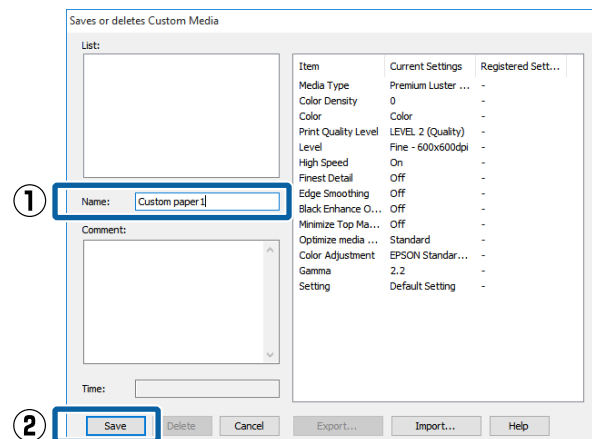 Saves or deletes Custom Media
List:
Item Current Settings Registered Sett...
Media Type Premium Luster ... -
Color Density 0 -
Color Color -
Print Quality Level LEVEL 2 (Quality) -
Level Fine - 600x600dpi -
High Speed On -
Finest Detail Off -
Edge Smoothing Off -
Black Enhance O... Off -
Minimize Top Ma... Off -
Optimize media ... Standard -
Color Adjustment EPSON Standar... -
Gamma 2.2 -
Setting Default Setting -
① Name: Custom paper1
Comment:
Time:
② Save Delete Cancel Export... Import... Help